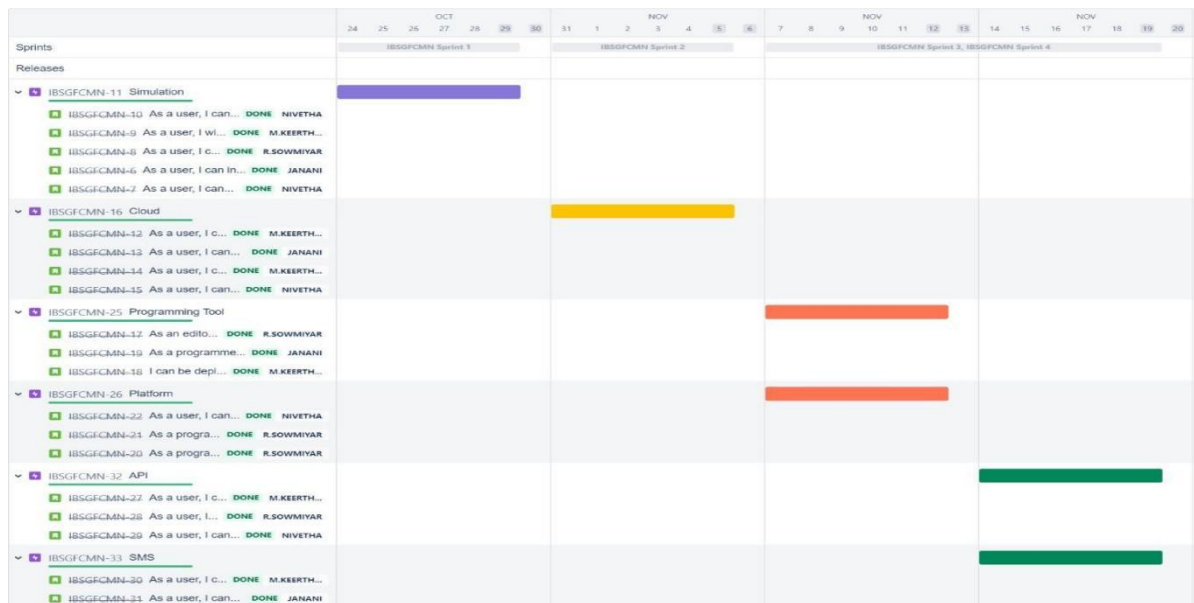 OCT NOV NOV NOV
24 25 26 27 28 29 30 31 1 2 3 4 5 6 7 8 9 10 11 12 13 14 15 16 17 18 19 20
Sprints IBSGFCMN Sprint 1 IBSGFCMN Sprint 2 IBSGFCMN Sprint 3, IBSGFCMN Sprint 4
Releases
IBSGFCMN-11 Simulation
IBSGFCMN-10 As a user, I can... DONE NIVETHA
IBSGFCMN-9 As a user, I wi... DONE M.KEERTH...
IBSGFCMN-8 As a user, I c... DONE R.SOWMIYAR
IBSGFCMN-6 As a user, I can in... DONE JANANI
IBSGFCMN-7 As a user, I can... DONE NIVETHA
IBSGFCMN-16 Cloud
IBSGFCMN-12 As a user, I c... DONE M.KEERTH...
IBSGFCMN-13 As a user, I can... DONE JANANI
IBSGFCMN-14 As a user, I c... DONE M.KEERTH...
IBSGFCMN-15 As a user, I can... DONE NIVETHA
IBSGFCMN-25 Programming Tool
IBSGFCMN-17 As an edito... DONE R.SOWMIYAR
IBSGFCMN-19 As a programme... DONE JANANI
IBSGFCMN-18 I can be depl... DONE M.KEERTH...
IBSGFCMN-26 Platform
IBSGFCMN-22 As a user, I can... DONE NIVETHA
IBSGFCMN-21 As a progra... DONE R.SOWMIYAR
IBSGFCMN-20 As a progra... DONE R.SOWMIYAR
IBSGFCMN-32 API
IBSGFCMN-27 As a user, I c... DONE M.KEERTH...
IBSGFCMN-28 As a user, I... DONE R.SOWMIYAR
IBSGFCMN-29 As a user, I can... DONE NIVETHA
IBSGFCMN-33 SMS
IBSGFCMN-30 As a user, I c... DONE M.KEERTH...
IBSGFCMN-31 As a user, I can... DONE JANANI